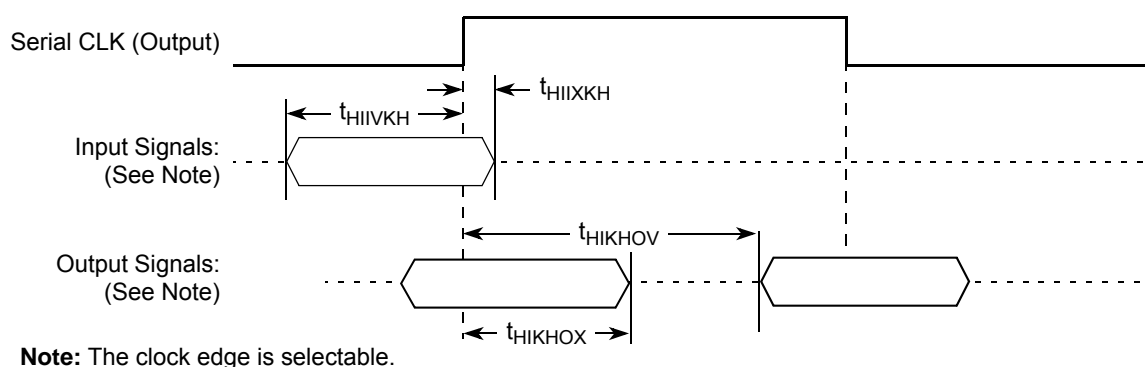 Serial CLK (Output)
tHIIXKH
tHIIVKH
Input Signals:
(See Note)
tHIKHOV
Output Signals:
(See Note)
tHIKHOX
Note: The clock edge is selectable.